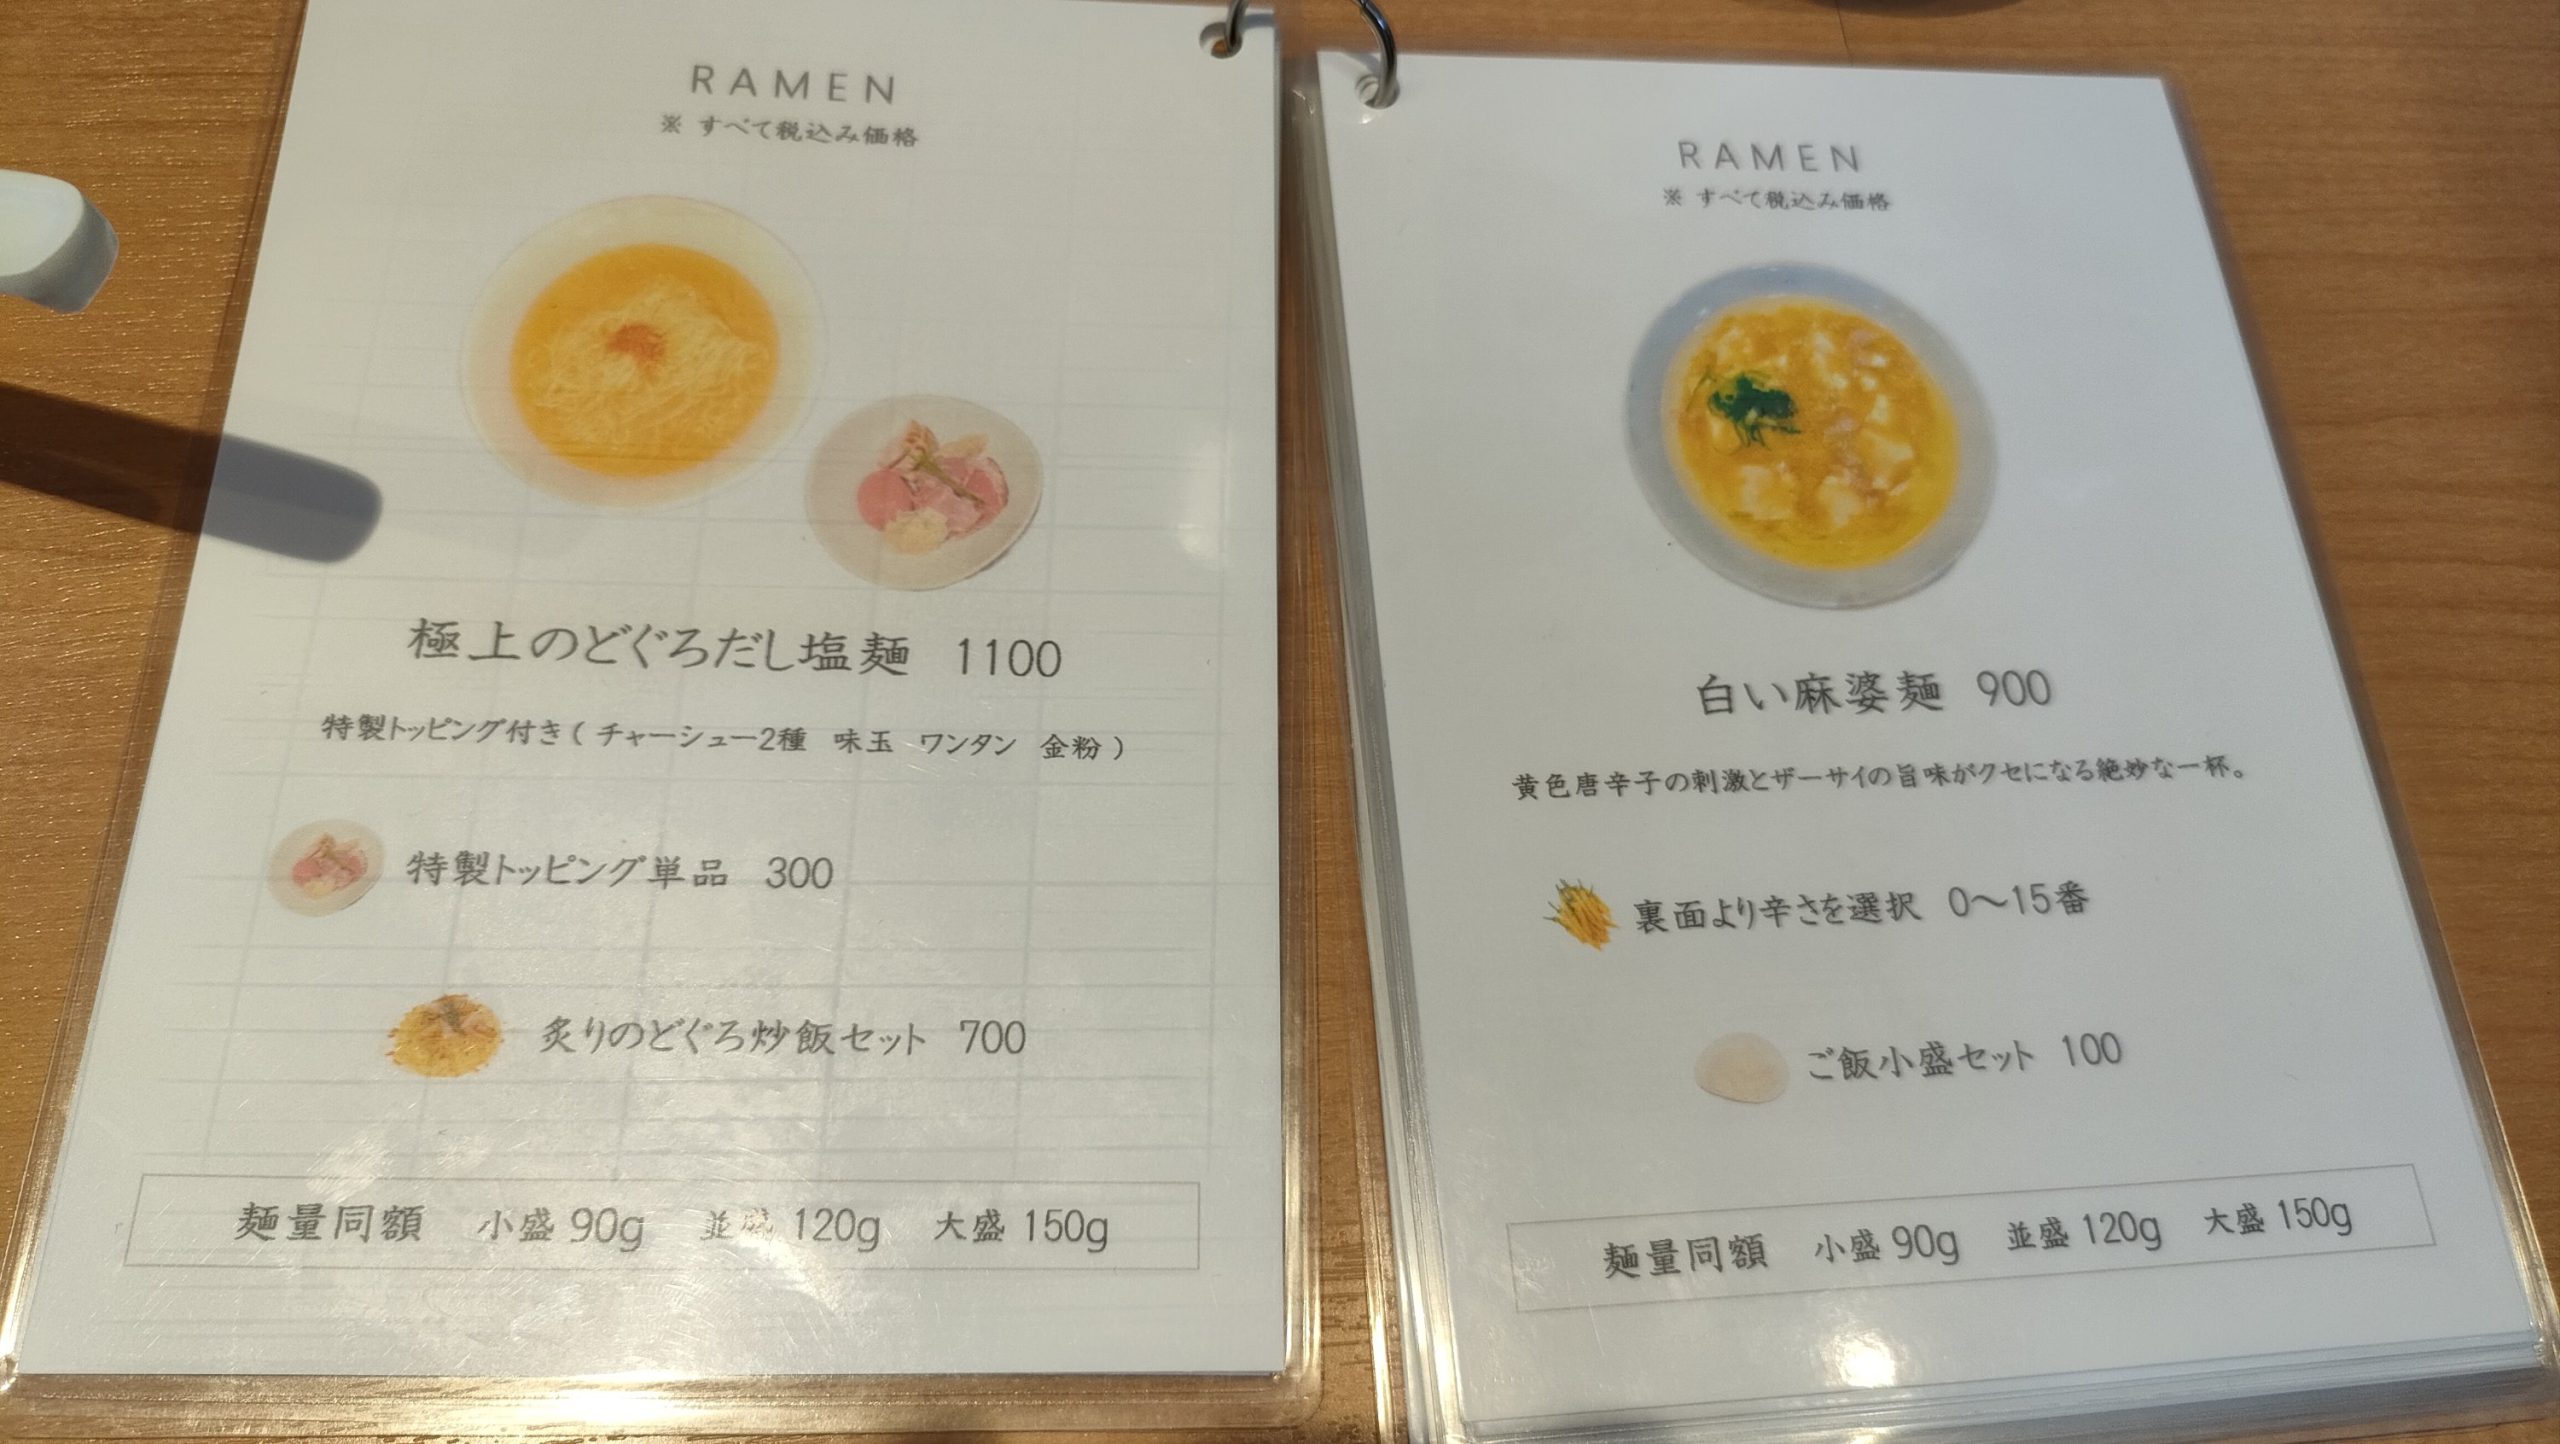 RAMEN
※ すべて税込み価格
極上のどぐろだし塩麺 1100
特製トッピング付き( チャーシュー2種 味玉 ワンタン 金粉 )
特製トッピング単品 300
炙りのどぐろ炒飯セット 700
麺量同額 小盛 90g 並盛 120g 大盛 150g
RAMEN
※ すべて税込み価格
白い麻婆麺 900
黄色唐辛子の刺激とザーサイの旨味がクセになる絶妙な一杯。
裏面より辛さを選択 0～15番
ご飯小盛セット 100
麺量同額 小盛 90g 並盛 120g 大盛 150g